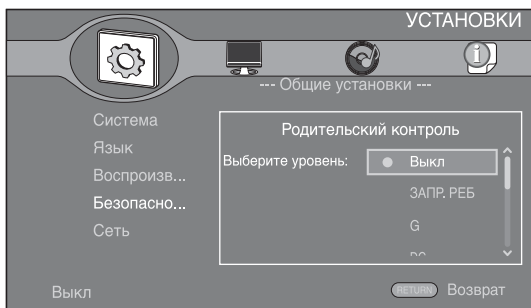 УСТАНОВКИ
--- Общие установки ---
Система
Язык
Воспроизв...
Безопасно...
Сеть
Родительский контроль
Выберите уровень:
Выкл
ЗАПР. РЕБ
G
Выкл
RETURN Возврат